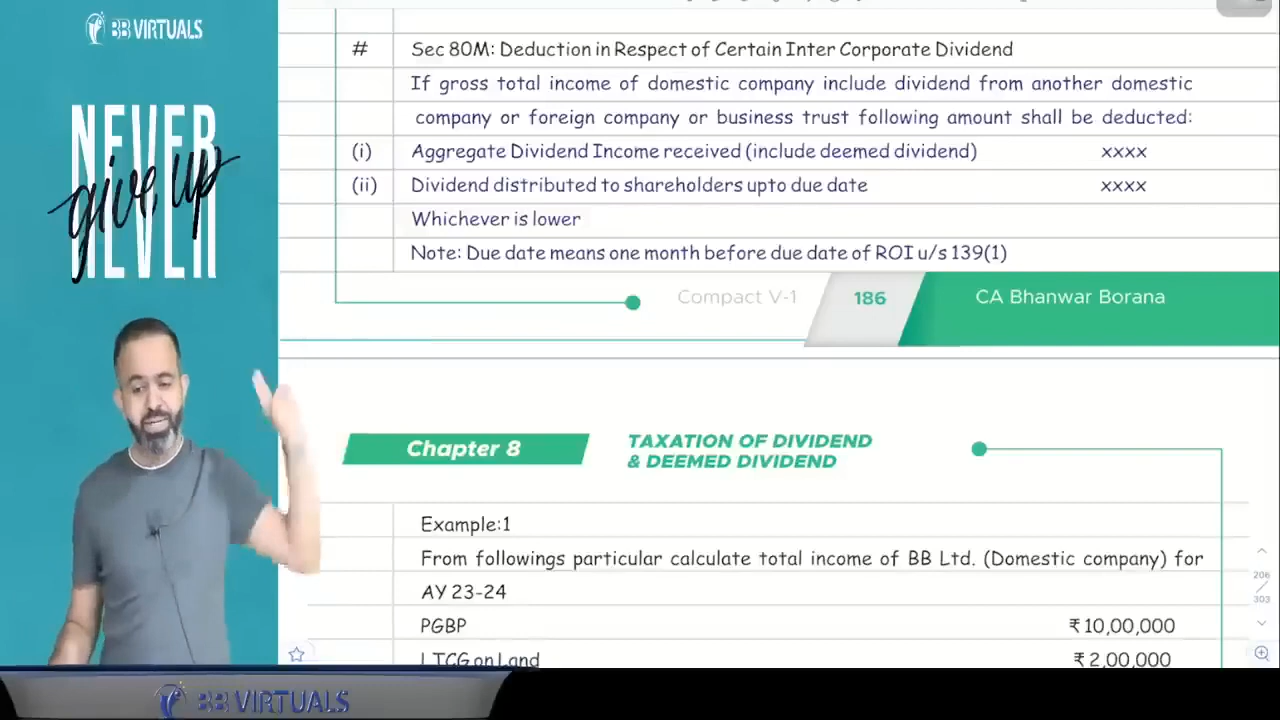 BB VIRTUALS
NEVER
give up
NEVER
# Sec 80M: Deduction in Respect of Certain Inter Corporate Dividend
If gross total income of domestic company include dividend from another domestic
company or foreign company or business trust following amount shall be deducted:
(i) Aggregate Dividend Income received (include deemed dividend) xxxx
(ii) Dividend distributed to shareholders upto due date xxxx
Whichever is lower
Note: Due date means one month before due date of ROI u/s 139(1)
Compact V-1 186 CA Bhanwar Borana
Chapter 8 TAXATION OF DIVIDEND
& DEEMED DIVIDEND
Example:1
From followings particular calculate total income of BB Ltd. (Domestic company) for
AY 23-24
PGBP ₹ 10,00,000
LTCG on Land ₹ 2,00,000
206
303
BB VIRTUALS